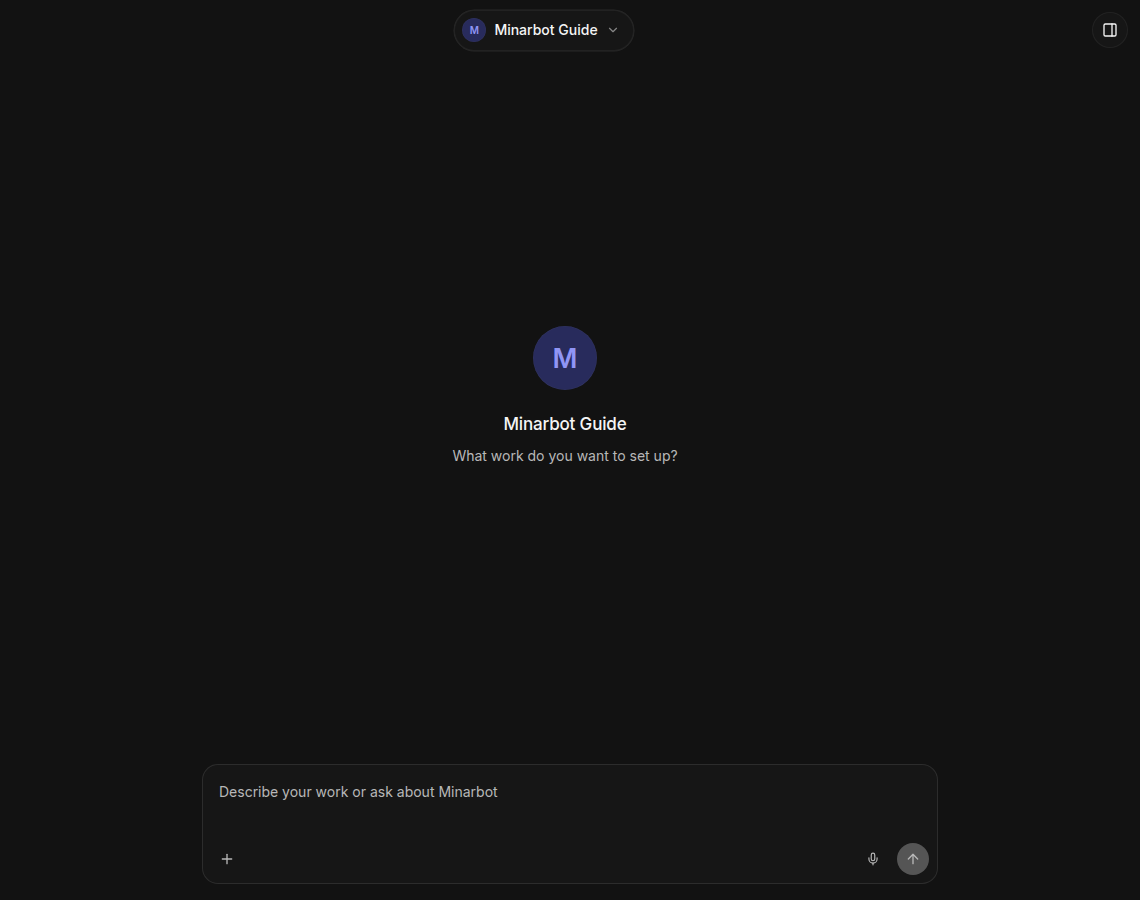 M Minarbot Guide
M
Minarbot Guide
What work do you want to set up?
Describe your work or ask about Minarbot